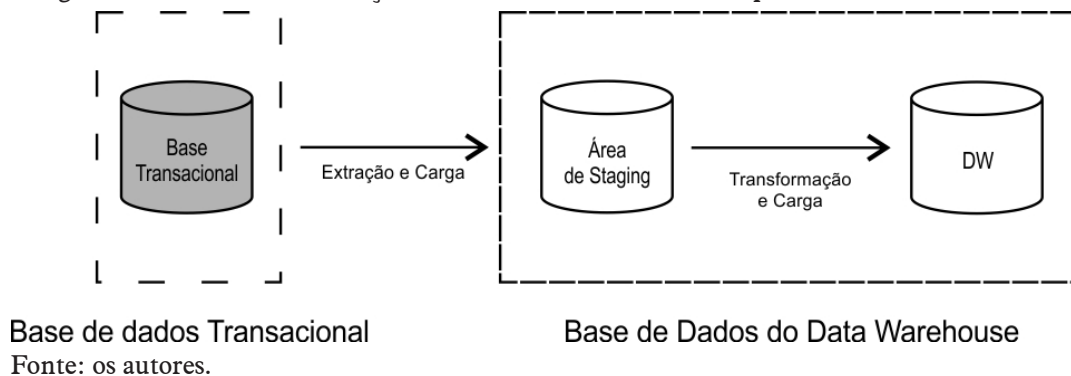 Base
Transacional
Extração e Carga
Área
de Staging
Transformação
e Carga
DW
Base de dados Transacional
Base de Dados do Data Warehouse
Fonte: os autores.